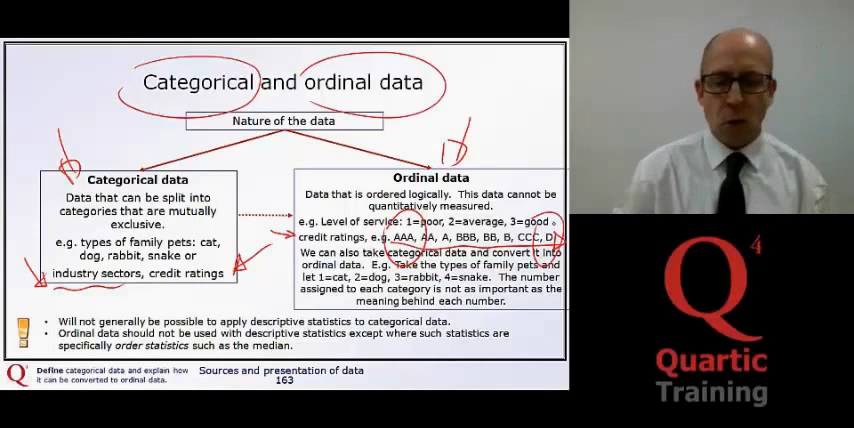 Categorical and ordinal data
Nature of the data
Categorical data
Data that can be split into
categories that are mutually
exclusive.
e.g. types of family pets: cat,
dog, rabbit, snake or
industry sectors, credit ratings
Ordinal data
Data that is ordered logically. This data cannot be
quantitatively measured.
e.g. Level of service: 1=poor, 2=average, 3=good
credit ratings, e.g. AAA, AA, A, BBB, BB, B, CCC, D
We can also take categorical data and convert it into
ordinal data. E.g. Take the types of family pets and
let 1=cat, 2=dog, 3=rabbit, 4=snake. The number
assigned to each category is not as important as the
meaning behind each number.
• Will not generally be possible to apply descriptive statistics to categorical data.
• Ordinal data should not be used with descriptive statistics except where such statistics are
specifically order statistics such as the median.
Q4
Define categorical data and explain how
it can be converted to ordinal data.
Sources and presentation of data
163
Q4
Quartic
Training